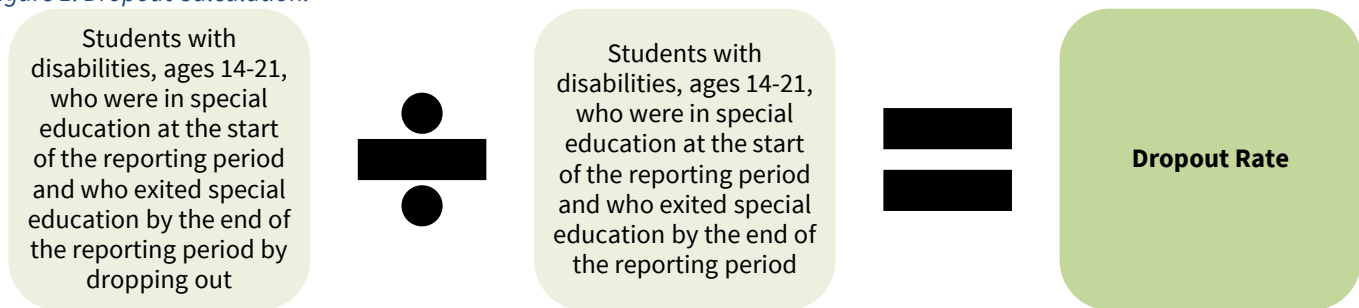 Dropout Calculation.
Students with
disabilities, ages 14-21,
who were in special
education at the start
of the reporting period
and who exited special
education by the end of
the reporting period by
dropping out
Students with
disabilities, ages 14-21,
who were in special
education at the start
of the reporting period
and who exited special
education by the end of
the reporting period
Dropout Rate